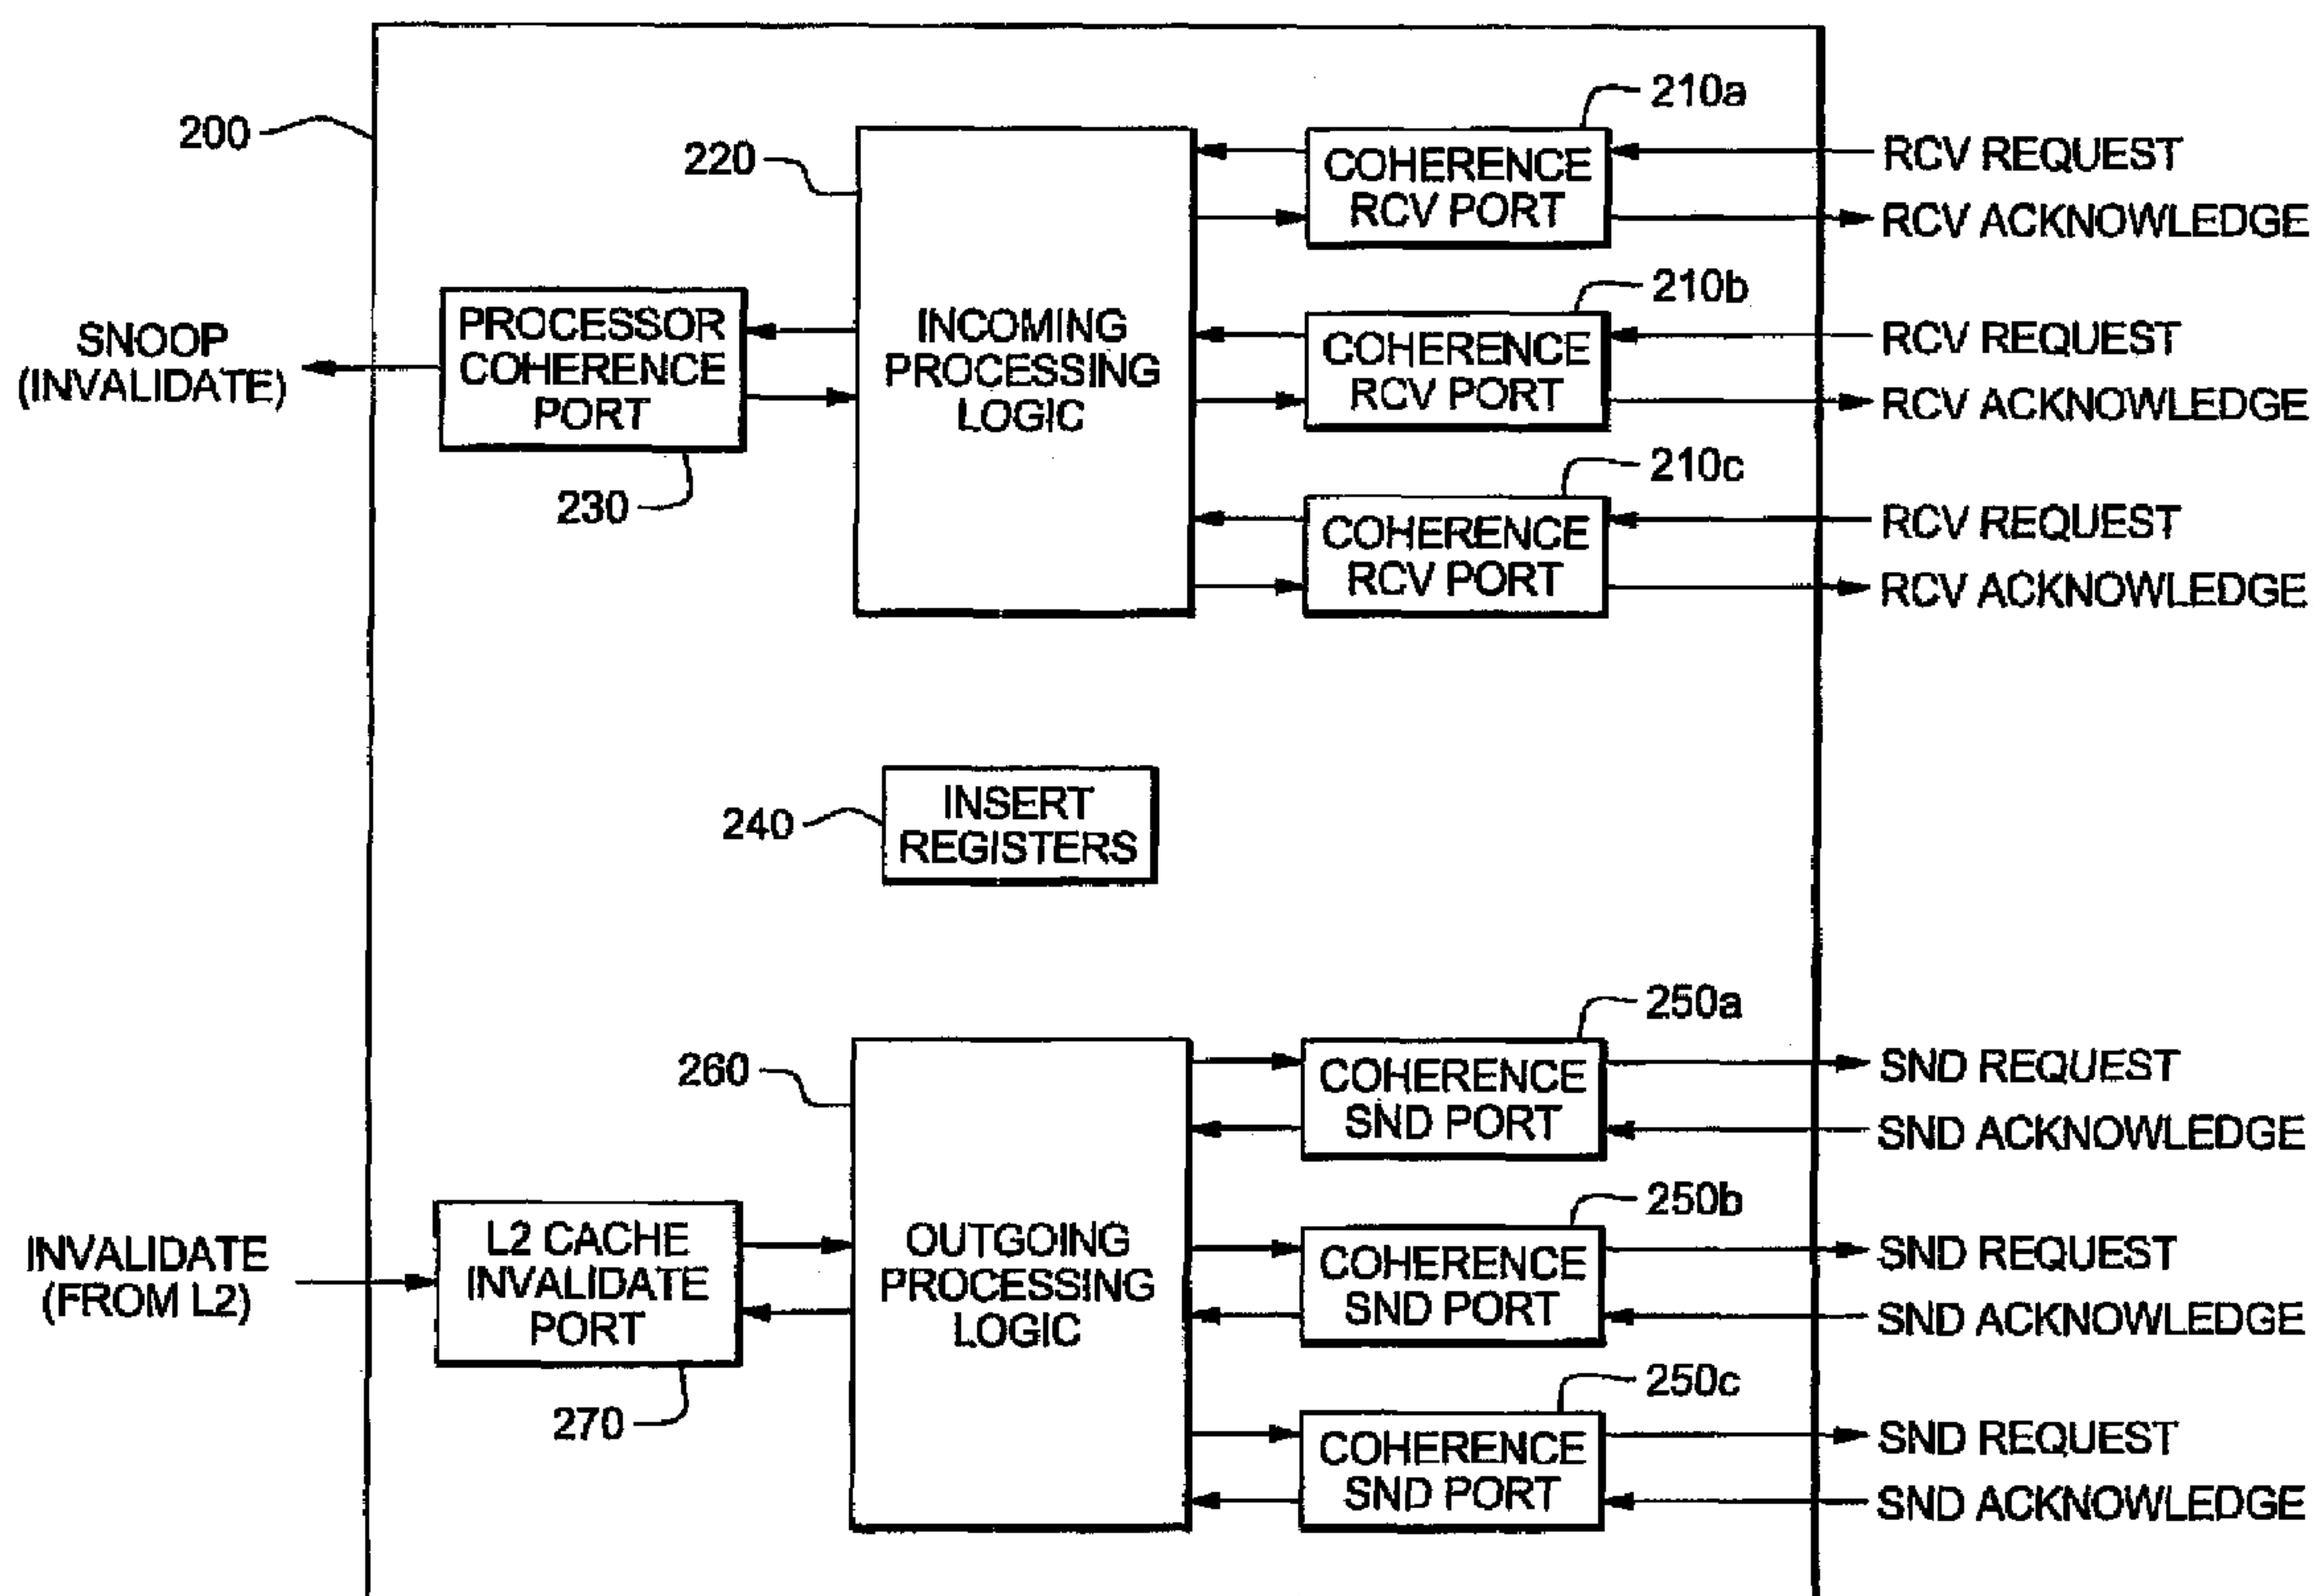 210a
200
220
COHERENCE
RCV PORT
RCV REQUEST
RCV ACKNOWLEDGE
210b
SNOOP
(INVALIDATE)
PROCESSOR
COHERENCE
PORT
230
INCOMING
PROCESSING
LOGIC
COHERENCE
RCV PORT
RCV REQUEST
RCV ACKNOWLEDGE
210c
COHERENCE
RCV PORT
RCV REQUEST
RCV ACKNOWLEDGE
240
INSERT
REGISTERS
250a
260
COHERENCE
SND PORT
SND REQUEST
SND ACKNOWLEDGE
250b
INVALIDATE
(FROM L2)
L2 CACHE
INVALIDATE
PORT
270
OUTGOING
PROCESSING
LOGIC
COHERENCE
SND PORT
SND REQUEST
SND ACKNOWLEDGE
250c
COHERENCE
SND PORT
SND REQUEST
SND ACKNOWLEDGE